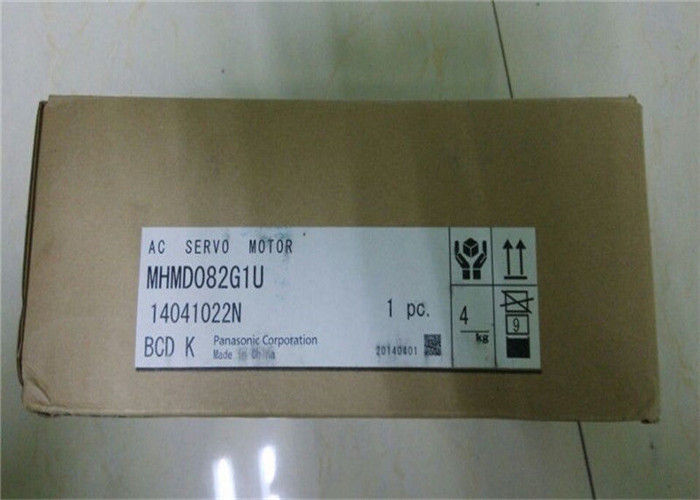 AC SERVO MOTOR
MHMD082G1U
14041022N
1 pc.
BCD K
Panasonic Corporation
Made in China
20140401
4 kg
9